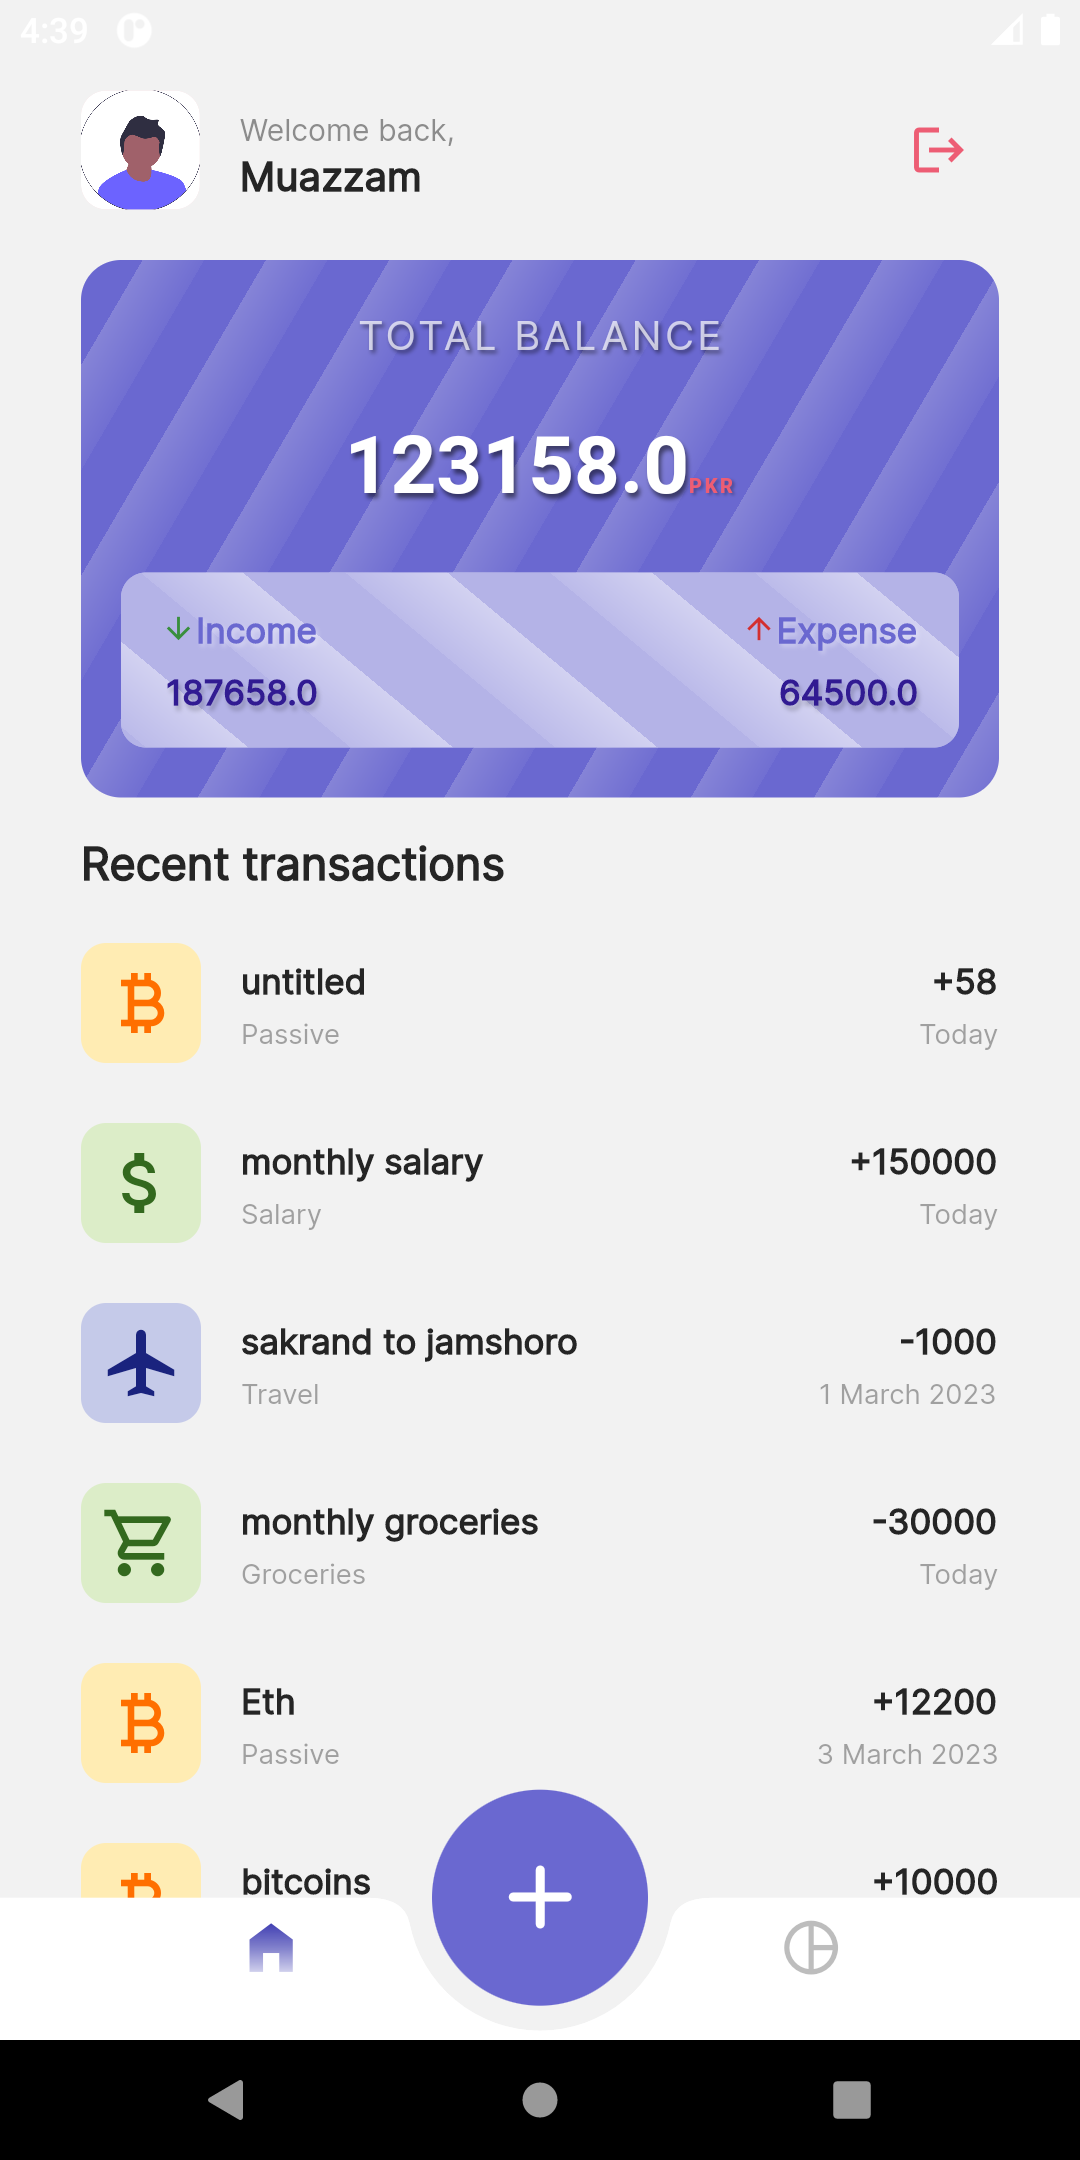 4:39
Welcome back,
Muazzam
TOTAL BALANCE
123158.0PKR
Income Expense
187658.0 64500.0
Recent transactions
untitled +58
Passive Today
monthly salary +150000
Salary Today
sakrand to jamshoro -1000
Travel 1 March 2023
monthly groceries -30000
Groceries Today
Eth +12200
Passive 3 March 2023
bitcoins +10000